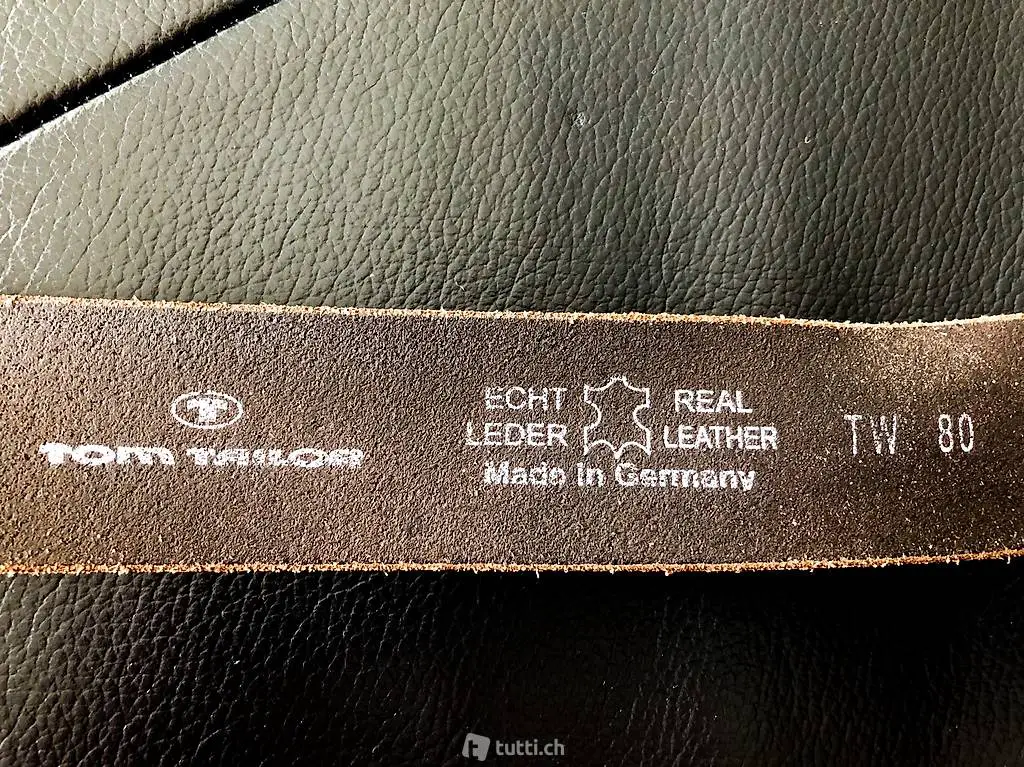 TOM TAILOR
ECHT REAL
LEDER LEATHER
Made in Germany
TW 80
tutti.ch